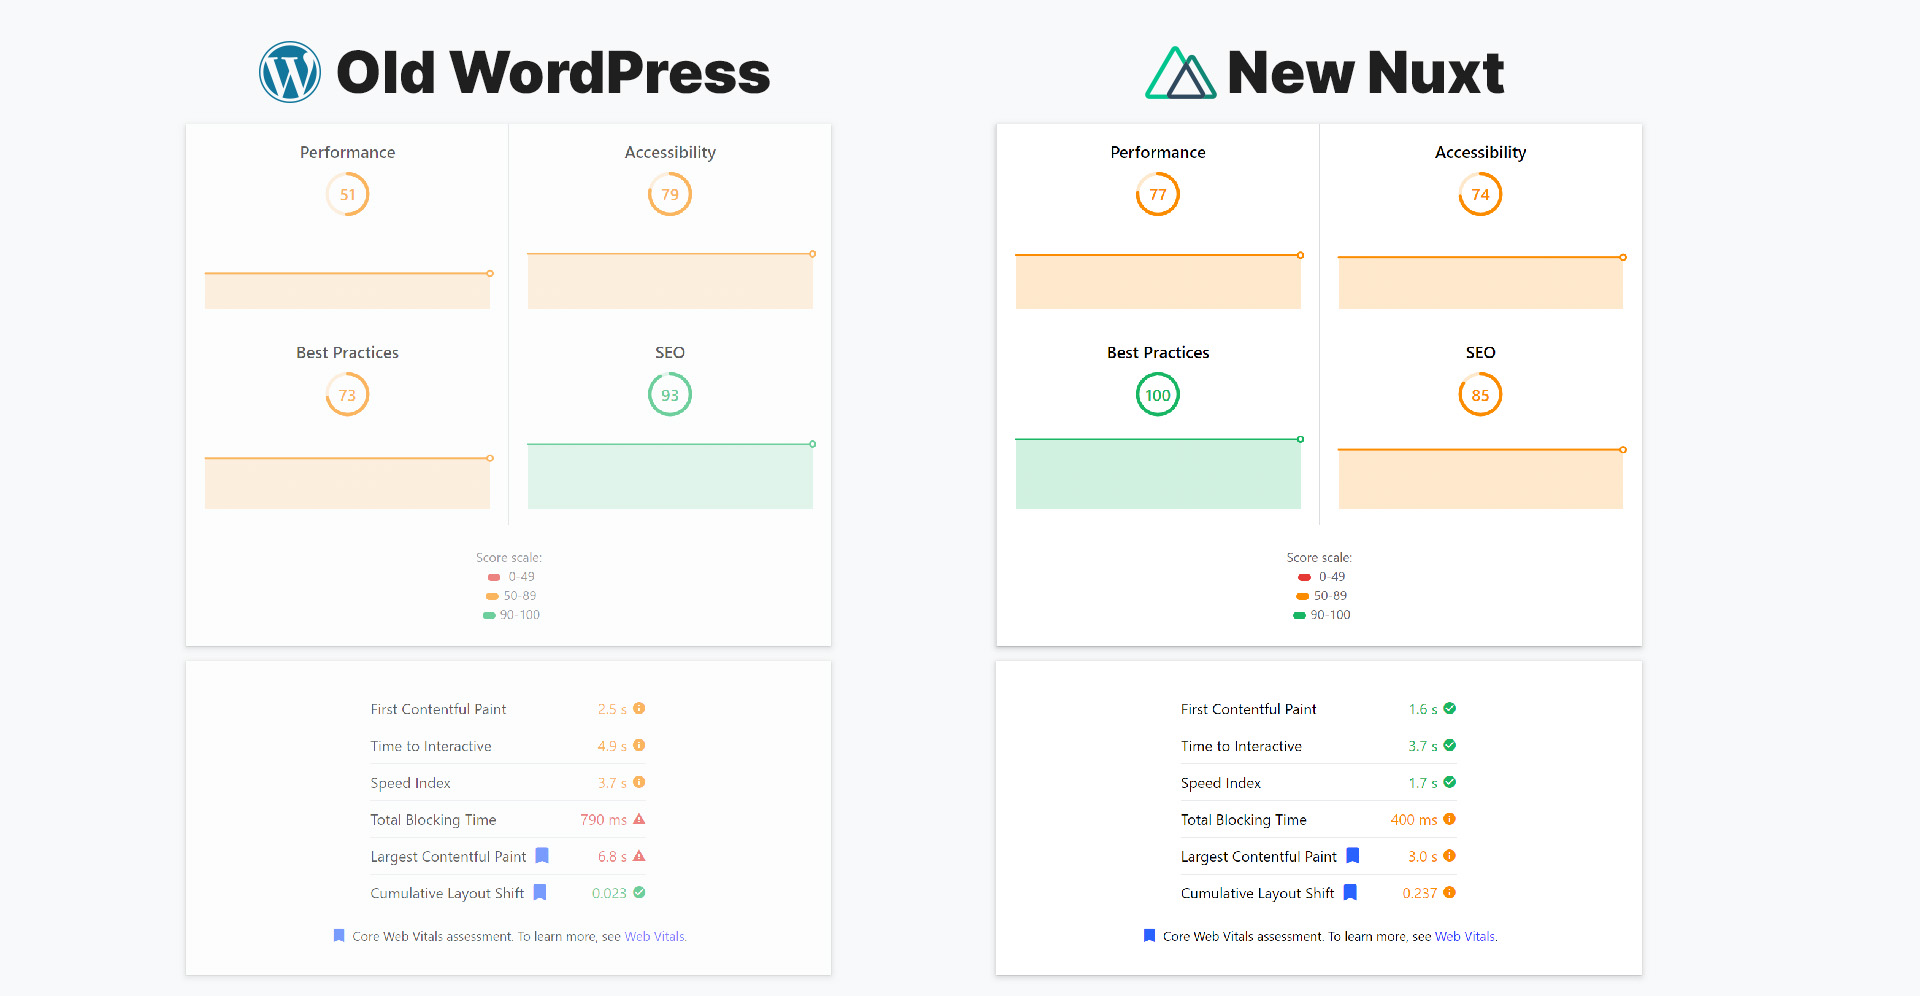 Old WordPress
Performance
51
Accessibility
79
Best Practices
73
SEO
93
Score scale:
0-49
50-89
90-100
First Contentful Paint 2.5 s
Time to Interactive 4.9 s
Speed Index 3.7 s
Total Blocking Time 790 ms
Largest Contentful Paint 6.8 s
Cumulative Layout Shift 0.023
Core Web Vitals assessment. To learn more, see Web Vitals.
New Nuxt
Performance
77
Accessibility
74
Best Practices
100
SEO
85
Score scale:
0-49
50-89
90-100
First Contentful Paint 1.6 s
Time to Interactive 3.7 s
Speed Index 1.7 s
Total Blocking Time 400 ms
Largest Contentful Paint 3.0 s
Cumulative Layout Shift 0.237
Core Web Vitals assessment. To learn more, see Web Vitals.